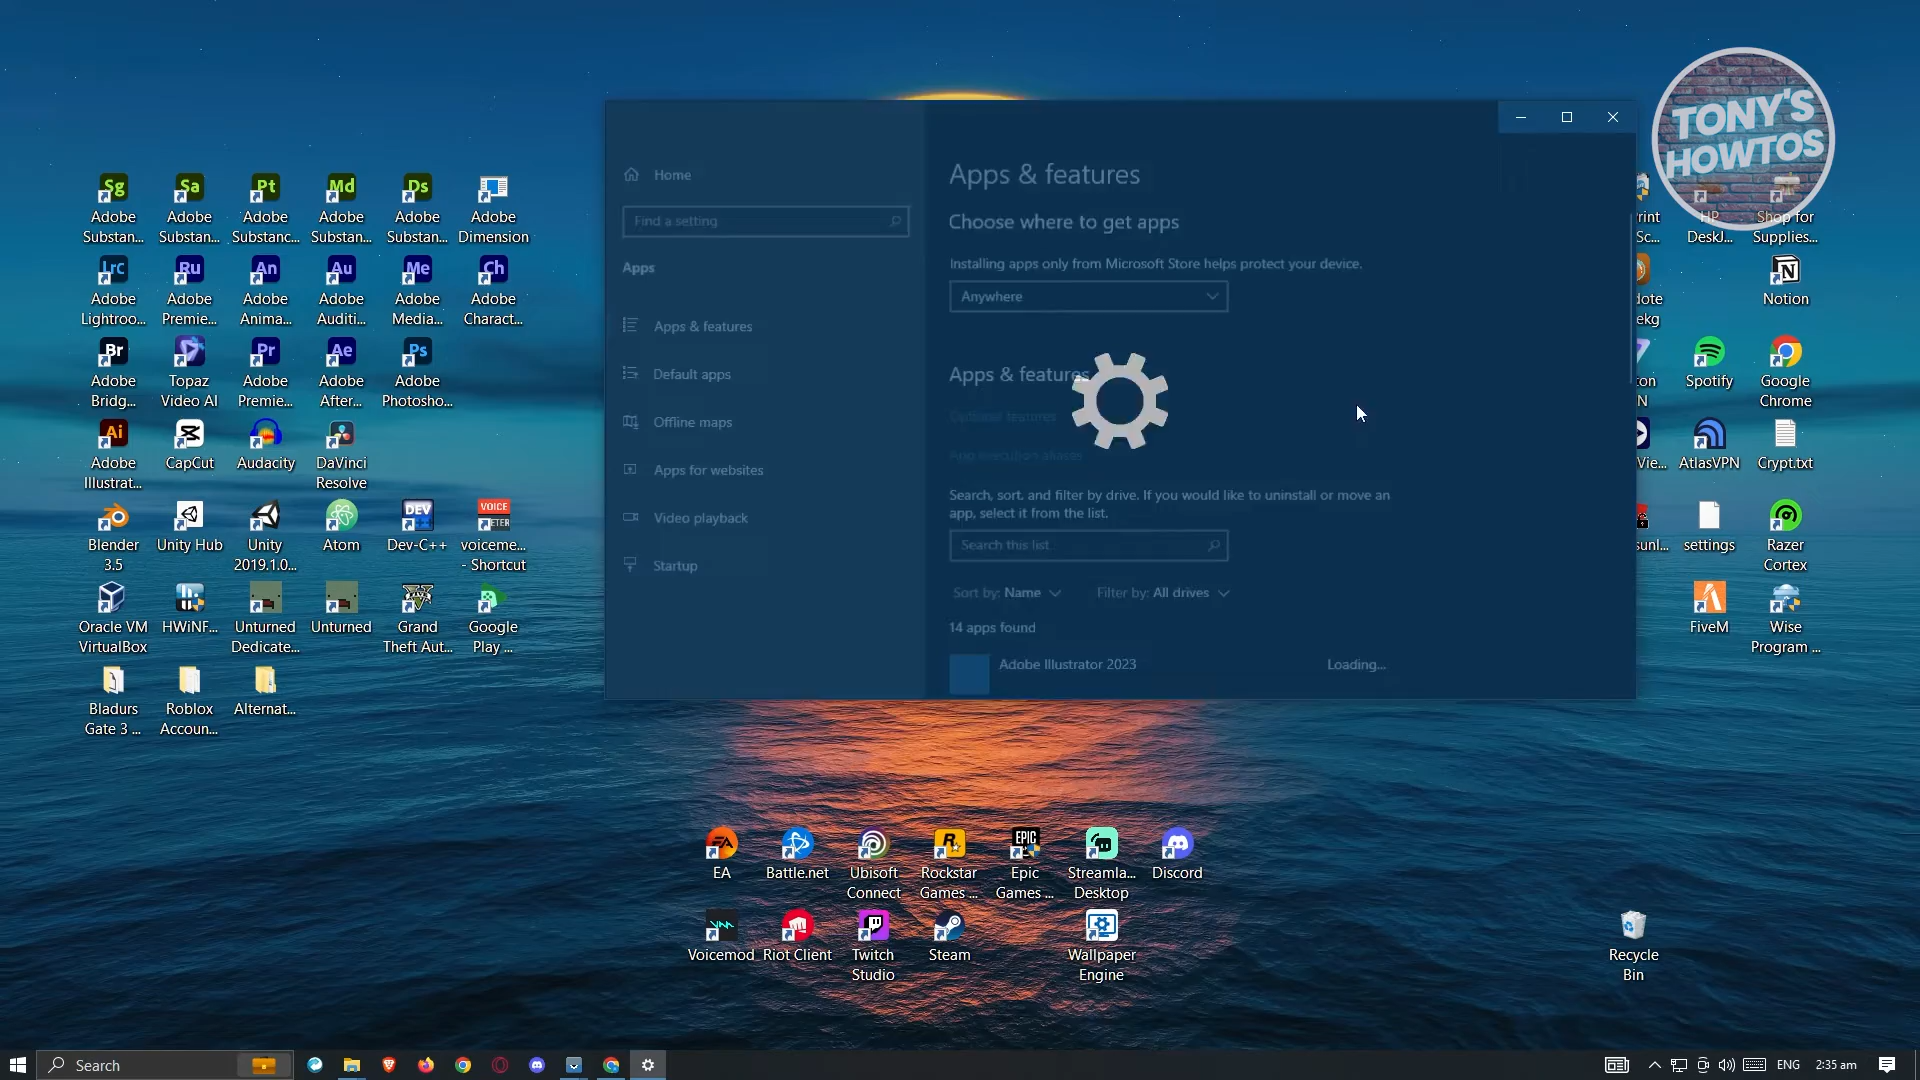 TONY'S
HOWTOS
Home
Find a setting
Apps
Apps & features
Default apps
Offline maps
Apps for websites
Video playback
Startup
Apps & features
Choose where to get apps
Installing apps only from Microsoft Store helps protect your device.
Anywhere
Apps & features
Optional features
App execution aliases
Search, sort, and filter by drive. If you would like to uninstall or move an
app, select it from the list.
Search this list
Sort by: Name
Filter by: All drives
14 apps found
Adobe Illustrator 2023
Loading...
Sg
Sa
Pt
Md
Ds
Adobe
Substan...
Adobe
Substan...
Adobe
Substanc...
Adobe
Substan...
Adobe
Substan...
Adobe
Dimension
Lrc
Ru
An
Au
Me
Ch
Adobe
Lightroo...
Adobe
Premie...
Adobe
Anima...
Adobe
Auditi...
Adobe
Media...
Adobe
Charact...
Br
Pr
Ae
Ps
Adobe
Bridg...
Topaz
Video AI
Adobe
Premie...
Adobe
After...
Adobe
Photosho...
Ai
Adobe
Illustrat...
CapCut
Audacity
DaVinci
Resolve
DEV
VOICE
Blender
3.5
Unity Hub
Unity
2019.1.0...
Atom
Dev-C++
voiceme...
- Shortcut
Oracle VM
VirtualBox
HWiNF...
Unturned
Dedicate...
Unturned
Grand
Theft Aut...
Google
Play ...
Bladurs
Gate 3 ...
Roblox
Accoun...
Alternat...
HP
DeskJ...
Shop for
Supplies...
Notion
Spotify
Google
Chrome
AtlasVPN
Crypt.txt
settings
Razer
Cortex
FiveM
Wise
Program ...
EA
Battle.net
Ubisoft
Connect
Rockstar
Games ...
EPIC
Epic
Games ...
Streamla...
Desktop
Discord
Voicemod
Riot Client
Twitch
Studio
Steam
Wallpaper
Engine
Recycle
Bin
Search
ENG
2:35 am